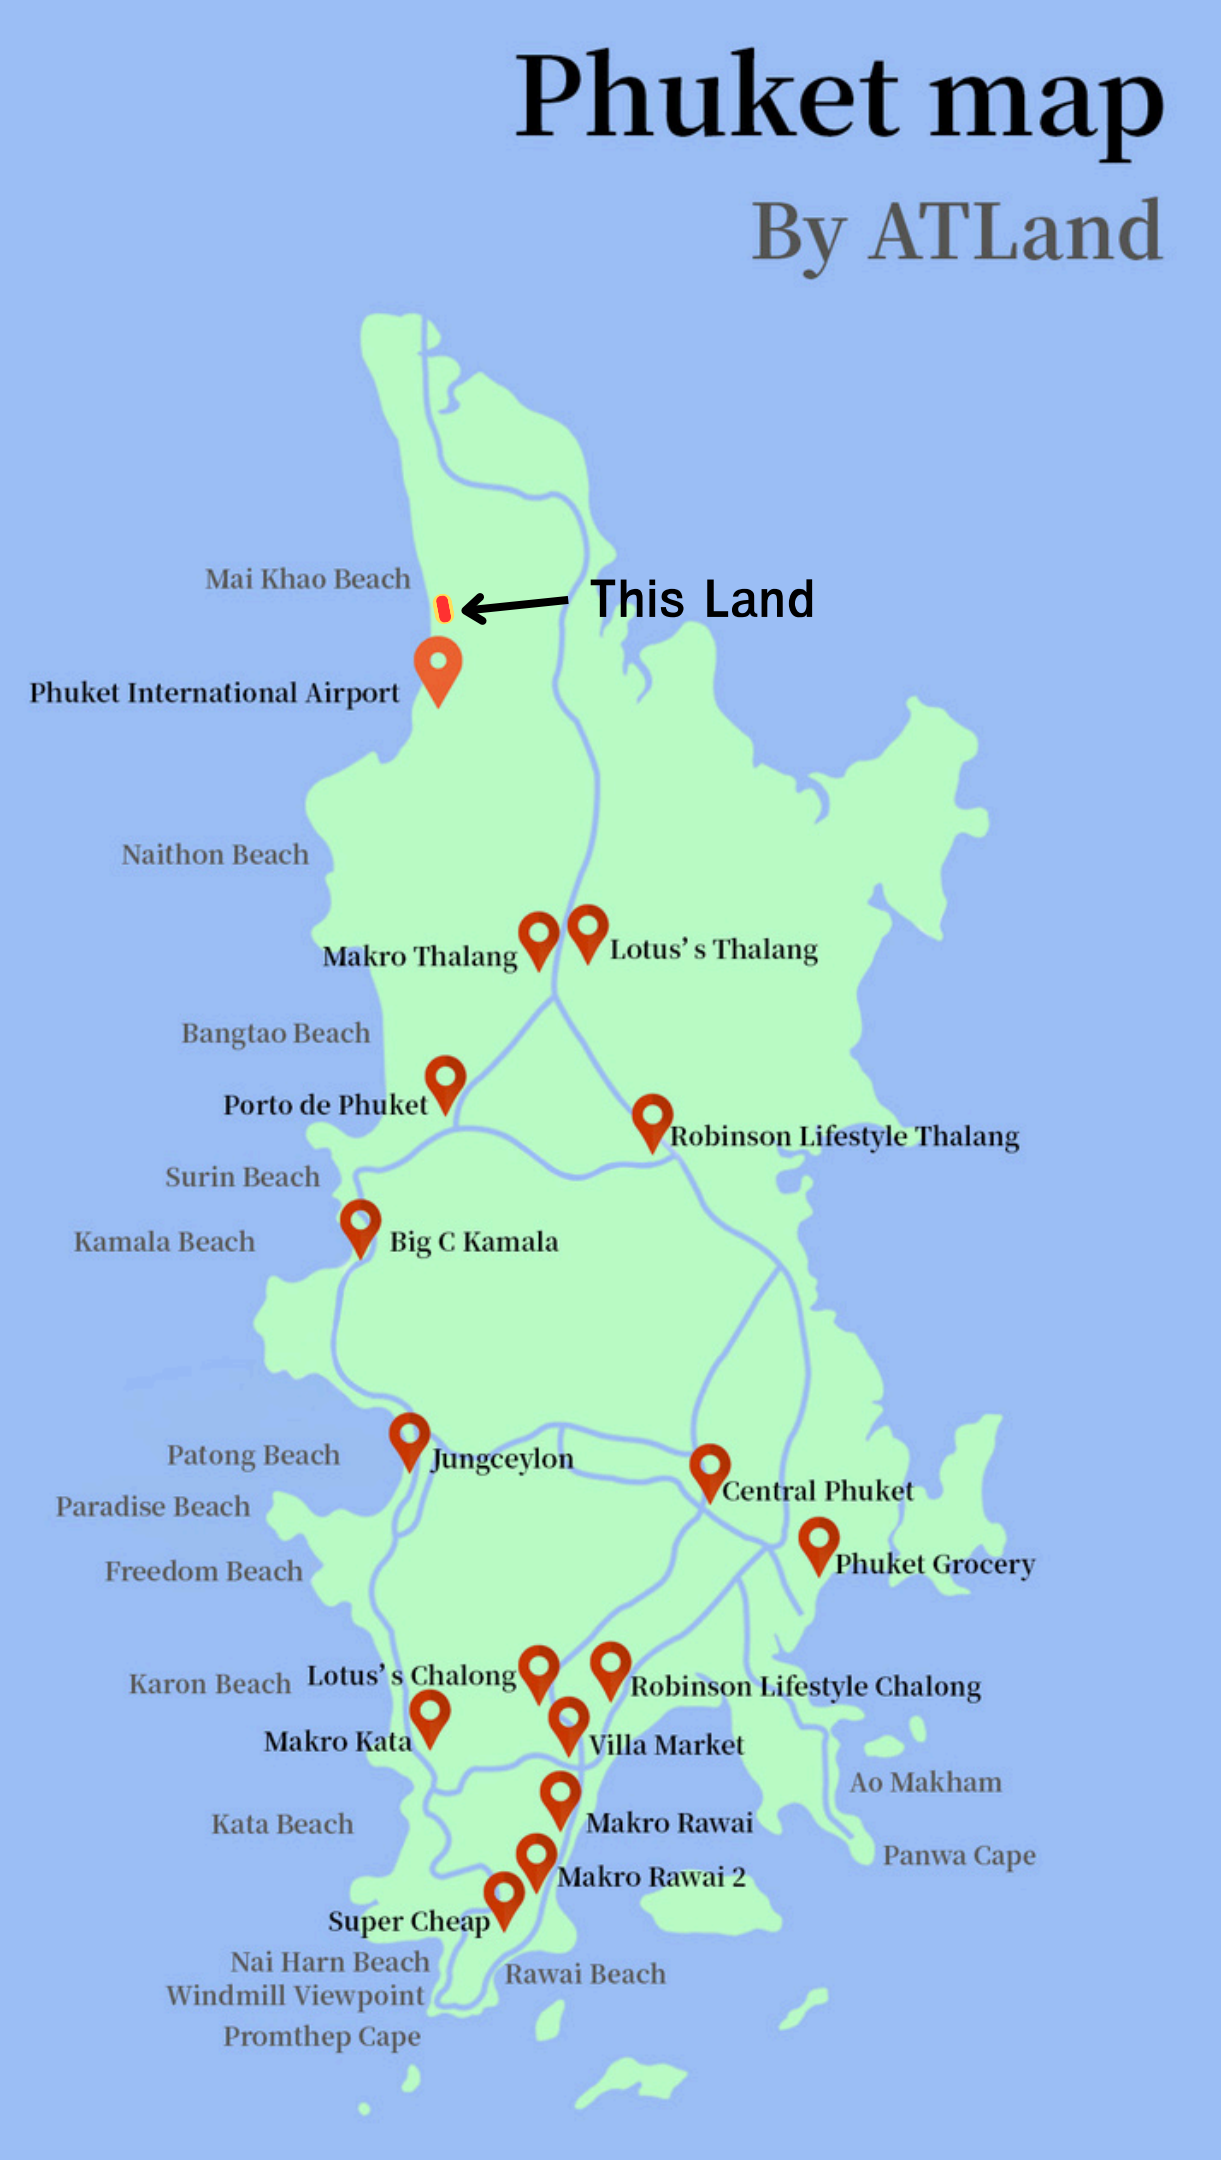 Phuket map
By ATLand
Mai Khao Beach
This Land
Phuket International Airport
Naithon Beach
Makro Thalang
Lotus’s Thalang
Bangtao Beach
Porto de Phuket
Robinson Lifestyle Thalang
Surin Beach
Kamala Beach
Big C Kamala
Patong Beach
Jungceylon
Central Phuket
Paradise Beach
Freedom Beach
Phuket Grocery
Karon Beach
Lotus’s Chalong
Robinson Lifestyle Chalong
Makro Kata
Villa Market
Ao Makham
Kata Beach
Makro Rawai
Panwa Cape
Makro Rawai 2
Super Cheap
Nai Harn Beach
Rawai Beach
Windmill Viewpoint
Promthep Cape